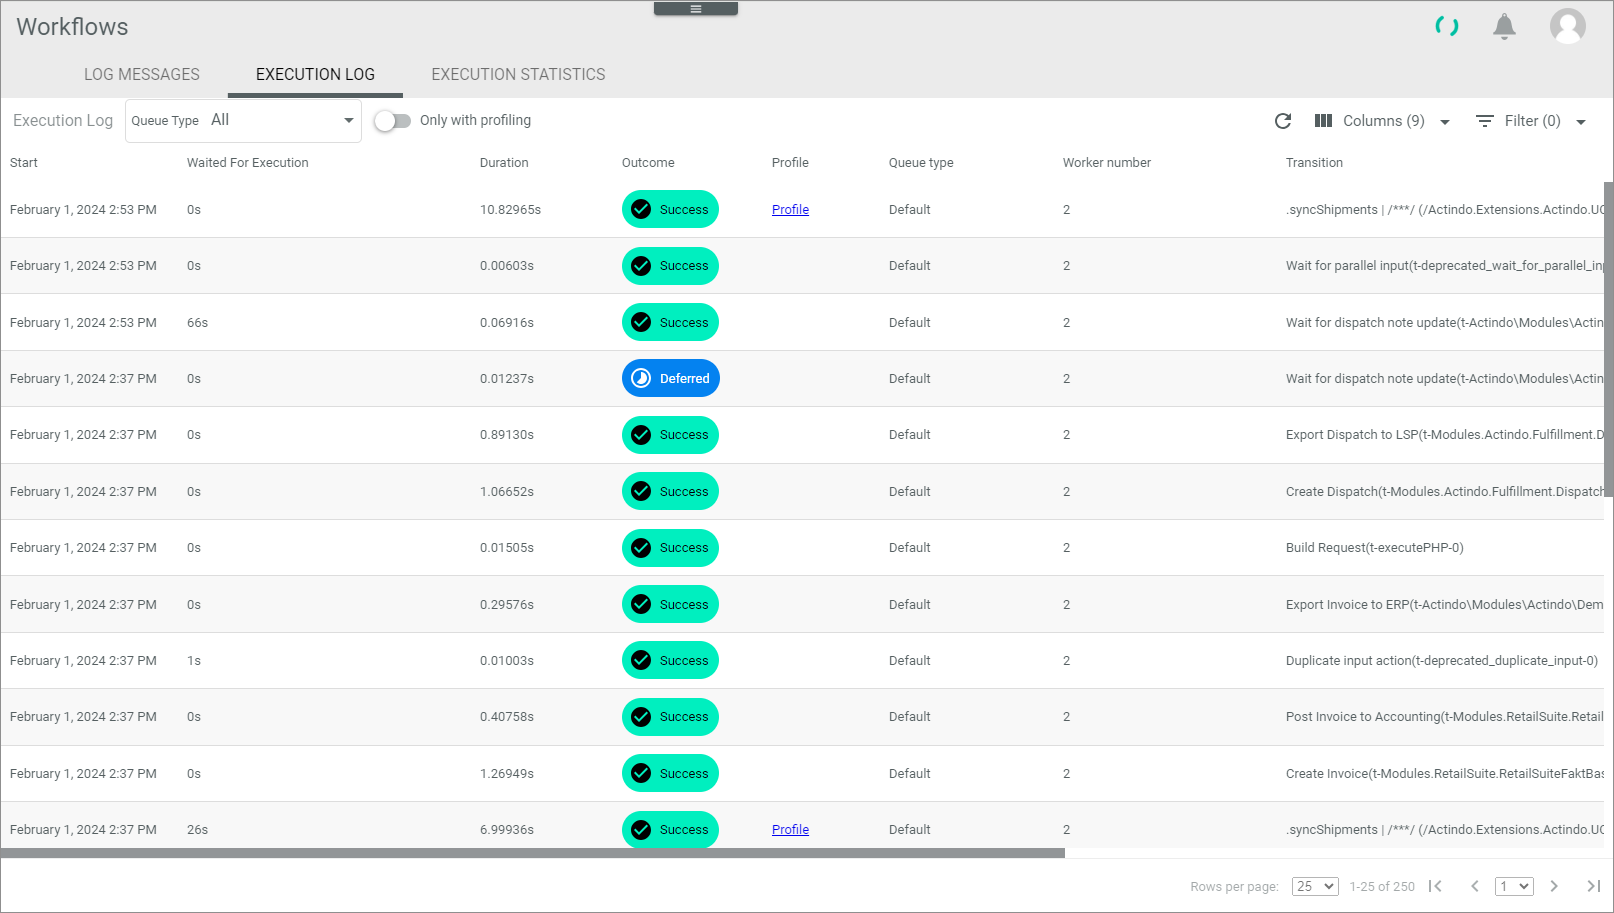 Workflows
LOG MESSAGES EXECUTION LOG EXECUTION STATISTICS
Execution Log Queue Type All Only with profiling Columns (9) Filter (0)
Start Waited For Execution Duration Outcome Profile Queue type Worker number Transition
February 1, 2024 2:53 PM 0s 10.82965s Success Profile Default 2 .syncShipments | /***/ (/Actindo.Extensions.Actindo.UC
February 1, 2024 2:53 PM 0s 0.00603s Success Default 2 Wait for parallel input(t-deprecated_wait_for_parallel_inp
February 1, 2024 2:53 PM 66s 0.06916s Success Default 2 Wait for dispatch note update(t-Actindo\Modules\Actin
February 1, 2024 2:37 PM 0s 0.01237s Deferred Default 2 Wait for dispatch note update(t-Actindo\Modules\Actin
February 1, 2024 2:37 PM 0s 0.89130s Success Default 2 Export Dispatch to LSP(t-Modules.Actindo.Fulfillment.D
February 1, 2024 2:37 PM 0s 1.06652s Success Default 2 Create Dispatch(t-Modules.Actindo.Fulfillment.Dispatch
February 1, 2024 2:37 PM 0s 0.01505s Success Default 2 Build Request(t-executePHP-0)
February 1, 2024 2:37 PM 0s 0.29576s Success Default 2 Export Invoice to ERP(t-Actindo\Modules\Actindo\Dem
February 1, 2024 2:37 PM 1s 0.01003s Success Default 2 Duplicate input action(t-deprecated_duplicate_input-0)
February 1, 2024 2:37 PM 0s 0.40758s Success Default 2 Post Invoice to Accounting(t-Modules.RetailSuite.Retail
February 1, 2024 2:37 PM 0s 1.26949s Success Default 2 Create Invoice(t-Modules.RetailSuite.RetailSuiteFaktBas
February 1, 2024 2:37 PM 26s 6.99936s Success Profile Default 2 .syncShipments | /***/ (/Actindo.Extensions.Actindo.UC
Rows per page: 25 1-25 of 250 1